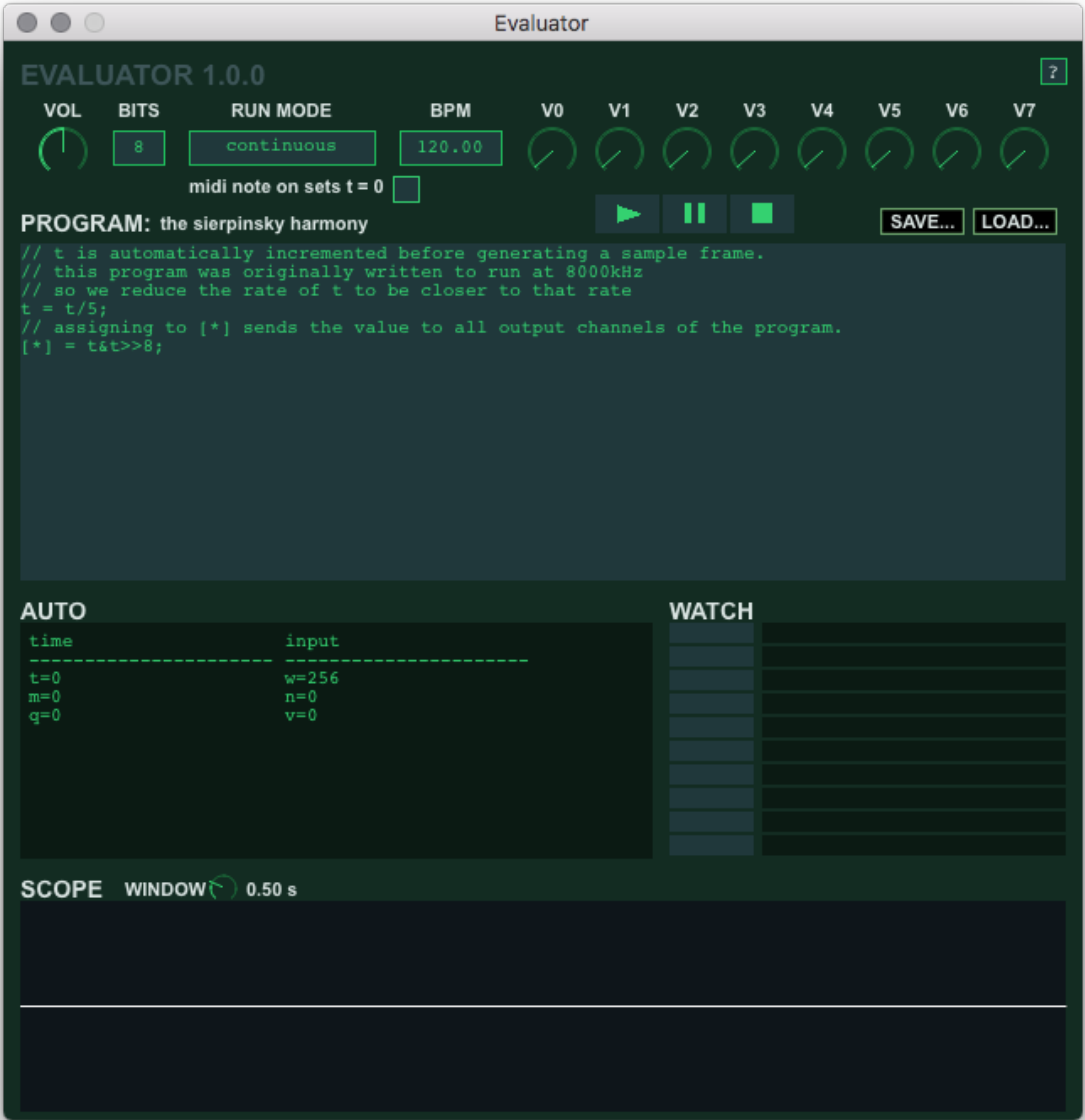 Evaluator
EVALUATOR 1.0.0
?
VOL BITS RUN MODE BPM V0 V1 V2 V3 V4 V5 V6 V7
8 continuous 120.00
midi note on sets t = 0
PROGRAM: the sierpinsky harmony SAVE... LOAD...
// t is automatically incremented before generating a sample frame.
// this program was originally written to run at 8000kHz
// so we reduce the rate of t to be closer to that rate
t = t/5;
// assigning to [*] sends the value to all output channels of the program.
[*] = t&t>>8;
AUTO WATCH
time input
-------------------------- --------------------------
t=0 w=256
m=0 n=0
q=0 v=0
SCOPE WINDOW 0.50 s